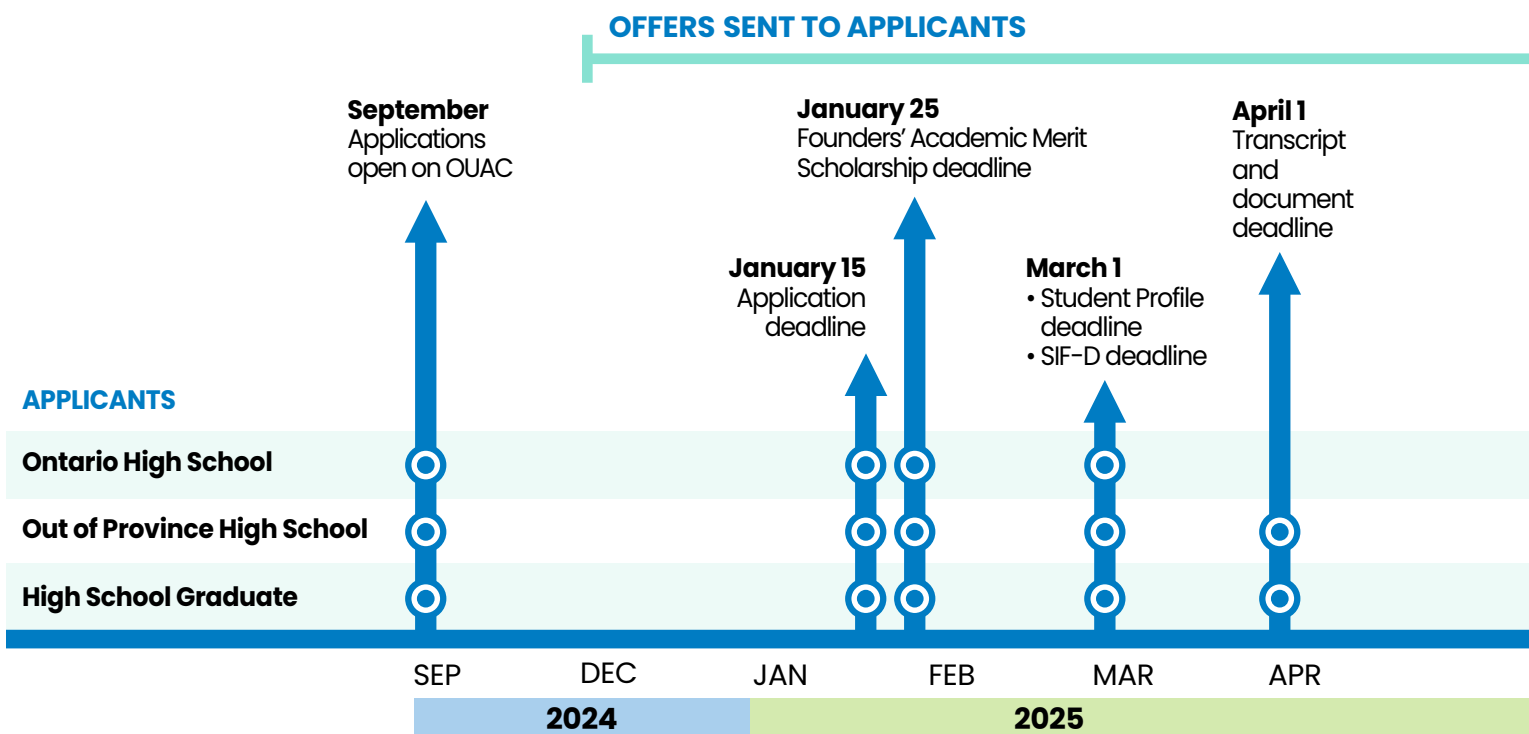 OFFERS SENT TO APPLICANTS
September
Applications
open on OUAC
January 25
Founders’ Academic Merit
Scholarship deadline
April 1
Transcript
and
document
deadline
January 15
Application
deadline
March 1
• Student Profile
deadline
• SIF-D deadline
APPLICANTS
Ontario High School
Out of Province High School
High School Graduate
SEP DEC JAN FEB MAR APR
2024 2025